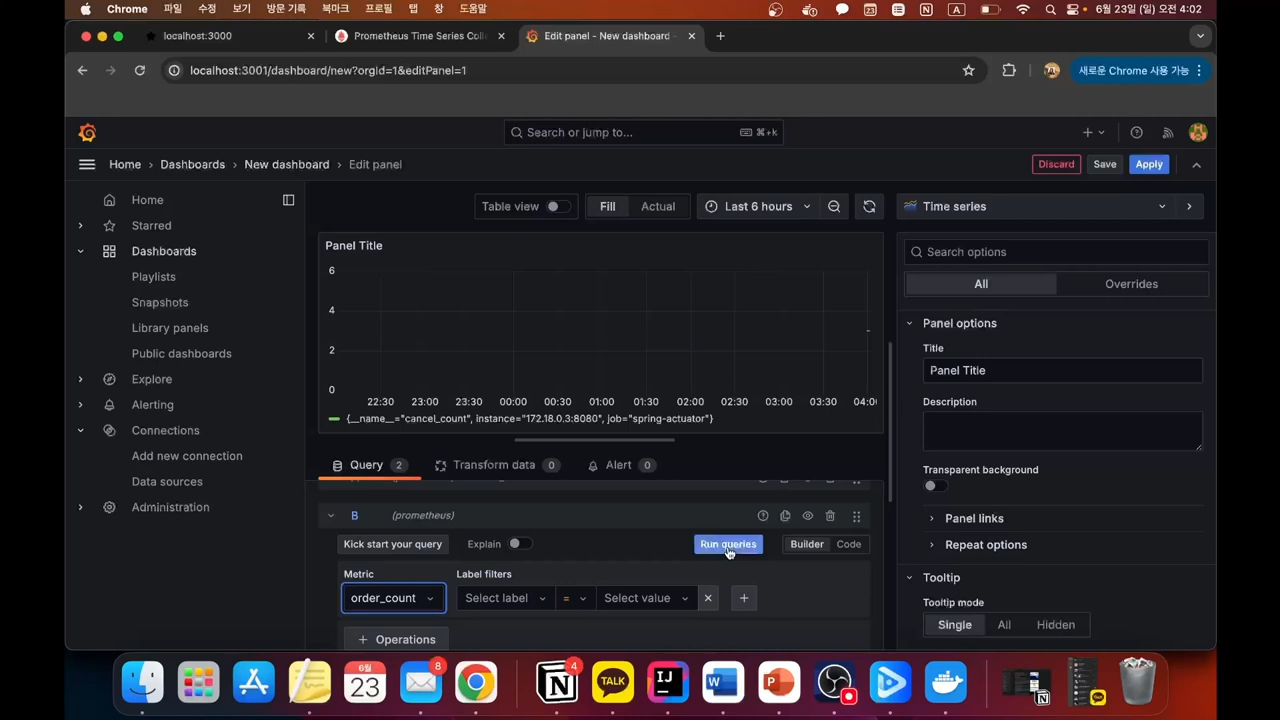 Chrome 파일 수정 보기 방문 기록 북마크 프로필 탭 창 도움말 23 A 6월 23일 (일) 오전 4:02
localhost:3000 Prometheus Time Series Coll Edit panel - New dashboard -
localhost:3001/dashboard/new?orgId=1&editPanel=1 새로운 Chrome 사용 가능
Search or jump to... ⌘+k
Home Dashboards New dashboard Edit panel Discard Save Apply
Home
Starred
Dashboards
Playlists
Snapshots
Library panels
Public dashboards
Explore
Alerting
Connections
Add new connection
Data sources
Administration
Table view Fill Actual Last 6 hours
Panel Title
6
4
2
0
22:30 23:00 23:30 00:00 00:30 01:00 01:30 02:00 02:30 03:00 03:30 04:00
{__name__="cancel_count", instance="172.18.0.3:8080", job="spring-actuator"}
Query 2 Transform data 0 Alert 0
B (prometheus)
Kick start your query Explain Run queries Builder Code
Metric Label filters
order_count Select label = Select value
+ Operations
Time series
Search options
All Overrides
Panel options
Title
Panel Title
Description
Transparent background
Panel links
Repeat options
Tooltip
Tooltip mode
Single All Hidden
6월
23
8
4
TALK
IJ
W
P